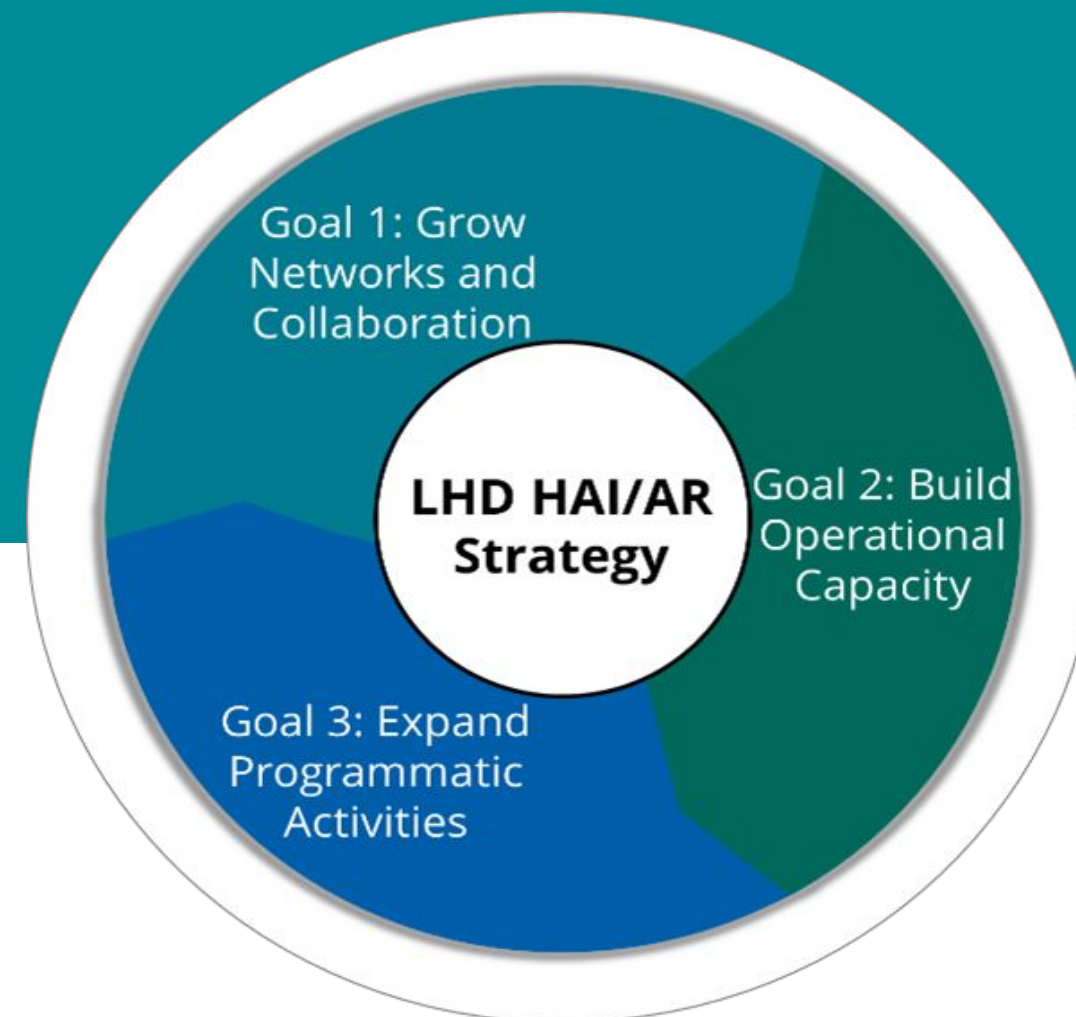 Goal 1: Grow
Networks and
Collaboration
LHD HAI/AR
Strategy
Goal 2: Build
Operational
Capacity
Goal 3: Expand
Programmatic
Activities